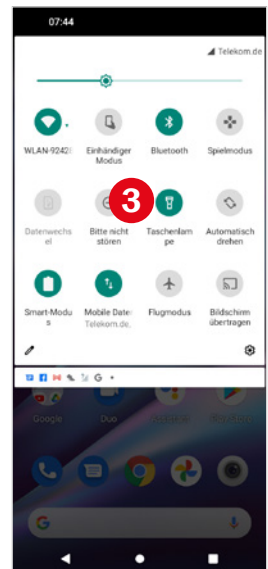 07:44
Telekom.de
WLAN-9242
Einhändiger
Modus
Bluetooth
Spielmodus
3
Datenwechs
el
Bitte nicht
stören
Taschenlam
pe
Automatisch
drehen
Smart-Modu
s
Mobile Date
Telekom.de,
Flugmodus
Bildschirm
übertragen
Google
Duo
Assistant